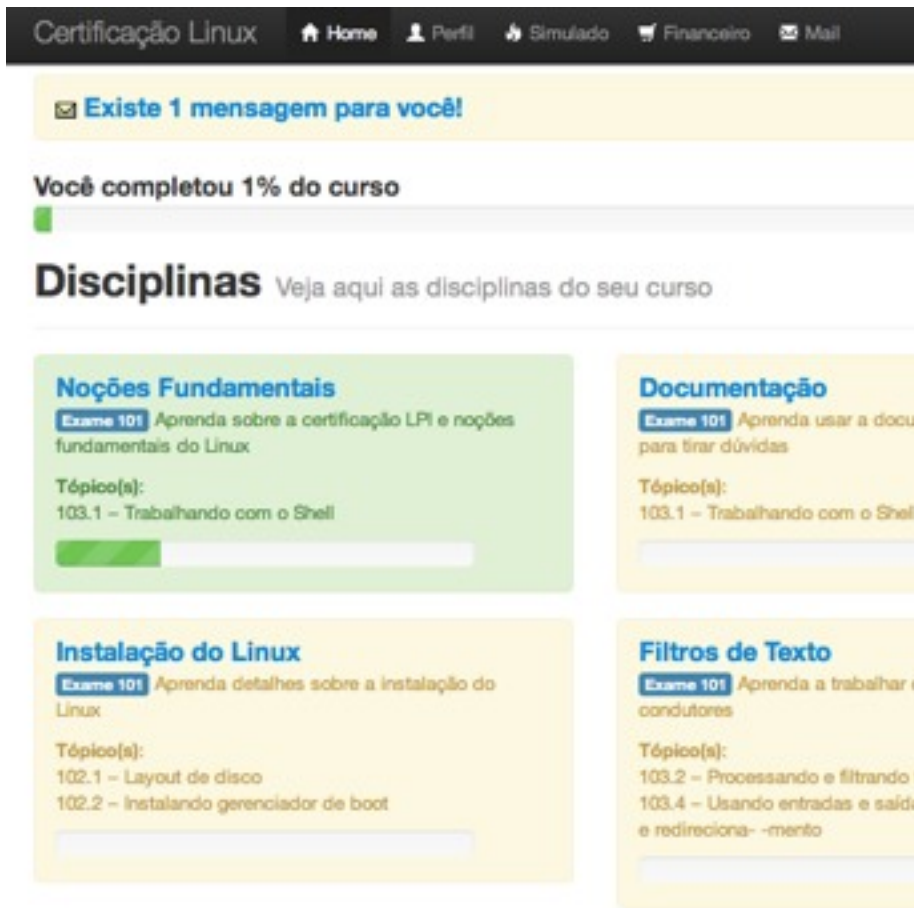 Certificação Linux Home Perfil Simulado Financeiro Mail
Existe 1 mensagem para você!
Você completou 1% do curso
Disciplinas Veja aqui as disciplinas do seu curso
Noções Fundamentais
Exame 101 Aprenda sobre a certificação LPI e noções
fundamentais do Linux
Tópico(s):
103.1 – Trabalhando com o Shell
Documentação
Exame 101 Aprenda usar a docu
para tirar dúvidas
Tópico(s):
103.1 – Trabalhando com o Shell
Instalação do Linux
Exame 101 Aprenda detalhes sobre a instalação do
Linux
Tópico(s):
102.1 – Layout de disco
102.2 – Instalando gerenciador de boot
Filtros de Texto
Exame 101 Aprenda a trabalhar
condutores
Tópico(s):
103.2 – Processando e filtrando
103.4 – Usando entradas e saída
e redireciona- -mento